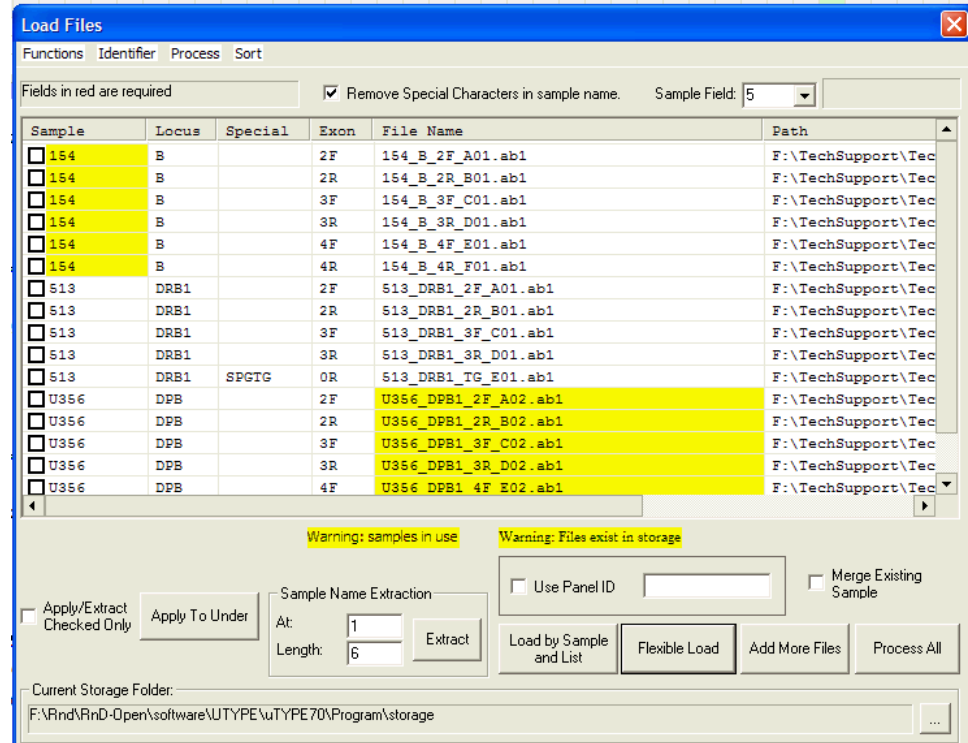 Load Files
Functions Identifier Process Sort
Fields in red are required Remove Special Characters in sample name. Sample Field: 5
Sample Locus Special Exon File Name Path
154 B 2F 154_B_2F_A01.ab1 F:\TechSupport\Tec
154 B 2R 154_B_2R_B01.ab1 F:\TechSupport\Tec
154 B 3F 154_B_3F_C01.ab1 F:\TechSupport\Tec
154 B 3R 154_B_3R_D01.ab1 F:\TechSupport\Tec
154 B 4F 154_B_4F_E01.ab1 F:\TechSupport\Tec
154 B 4R 154_B_4R_F01.ab1 F:\TechSupport\Tec
513 DRB1 2F 513_DRB1_2F_A01.ab1 F:\TechSupport\Tec
513 DRB1 2R 513_DRB1_2R_B01.ab1 F:\TechSupport\Tec
513 DRB1 3F 513_DRB1_3F_C01.ab1 F:\TechSupport\Tec
513 DRB1 3R 513_DRB1_3R_D01.ab1 F:\TechSupport\Tec
513 DRB1 SPGTG 0R 513_DRB1_TG_E01.ab1 F:\TechSupport\Tec
U356 DPB 2F U356_DPB1_2F_A02.ab1 F:\TechSupport\Tec
U356 DPB 2R U356_DPB1_2R_B02.ab1 F:\TechSupport\Tec
U356 DPB 3F U356_DPB1_3F_C02.ab1 F:\TechSupport\Tec
U356 DPB 3R U356_DPB1_3R_D02.ab1 F:\TechSupport\Tec
U356 DPB 4F U356_DPB1_4F_E02.ab1 F:\TechSupport\Tec
Warning: samples in use Warning: Files exist in storage
Apply/Extract
Checked Only
Apply To Under
Sample Name Extraction
At: 1
Length: 6
Extract
Use Panel ID
Merge Existing
Sample
Load by Sample
and List
Flexible Load
Add More Files
Process All
Current Storage Folder:
F:\Rnd\RnD-Open\software\UTYPE\uTYPE70\Program\storage
...